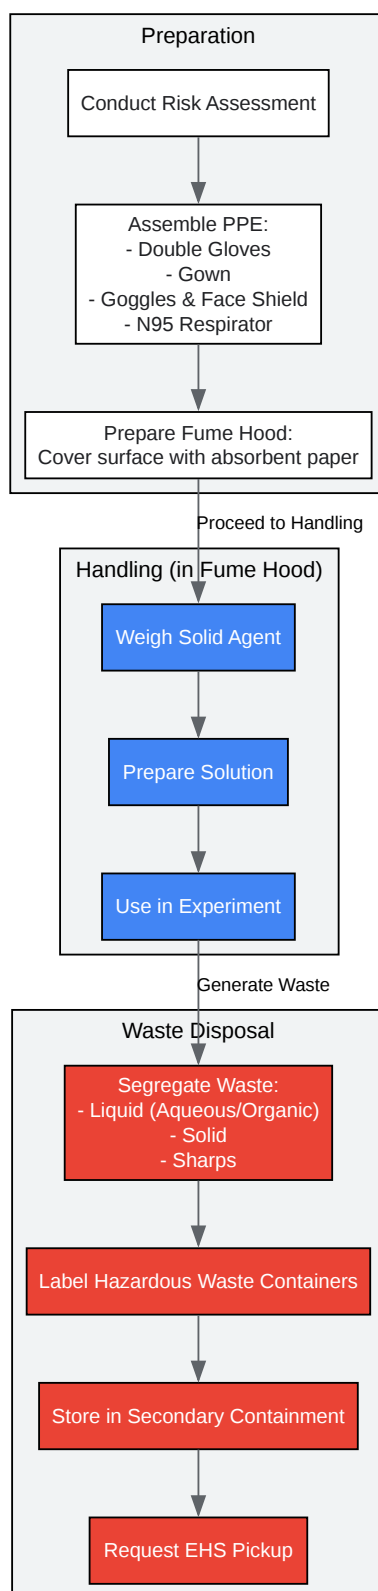 Preparation
Conduct Risk Assessment
Assemble PPE:
- Double Gloves
- Gown
- Goggles & Face Shield
- N95 Respirator
Prepare Fume Hood:
Cover surface with absorbent paper
Proceed to Handling
Handling (in Fume Hood)
Weigh Solid Agent
Prepare Solution
Use in Experiment
Generate Waste
Waste Disposal
Segregate Waste:
- Liquid (Aqueous/Organic)
- Solid
- Sharps
Label Hazardous Waste Containers
Store in Secondary Containment
Request EHS Pickup